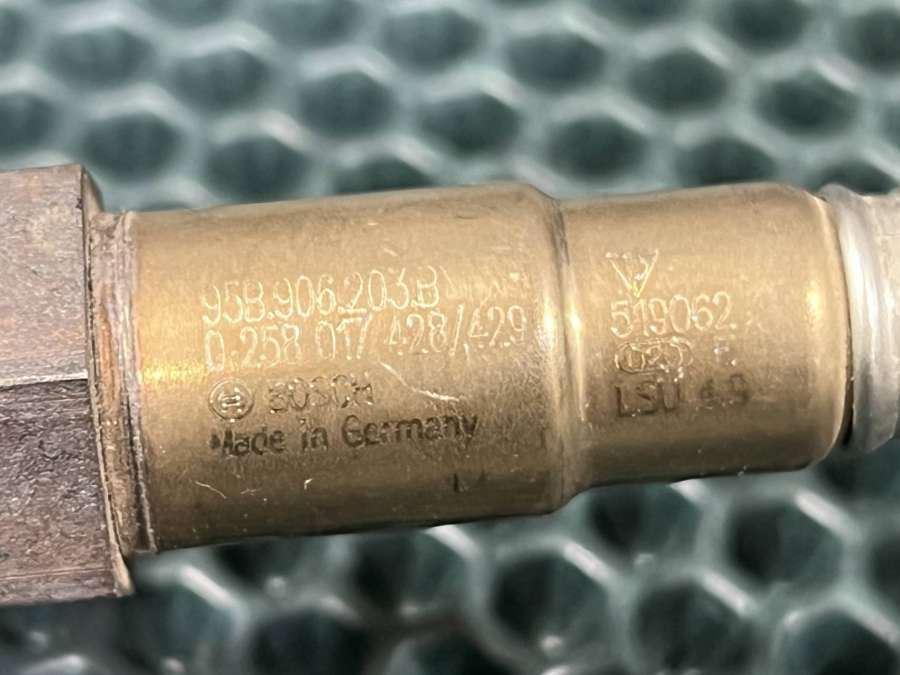 95B.906.203.B
0 258 017 428/429
BOSCH
Made in Germany
519062
LSU 4.9